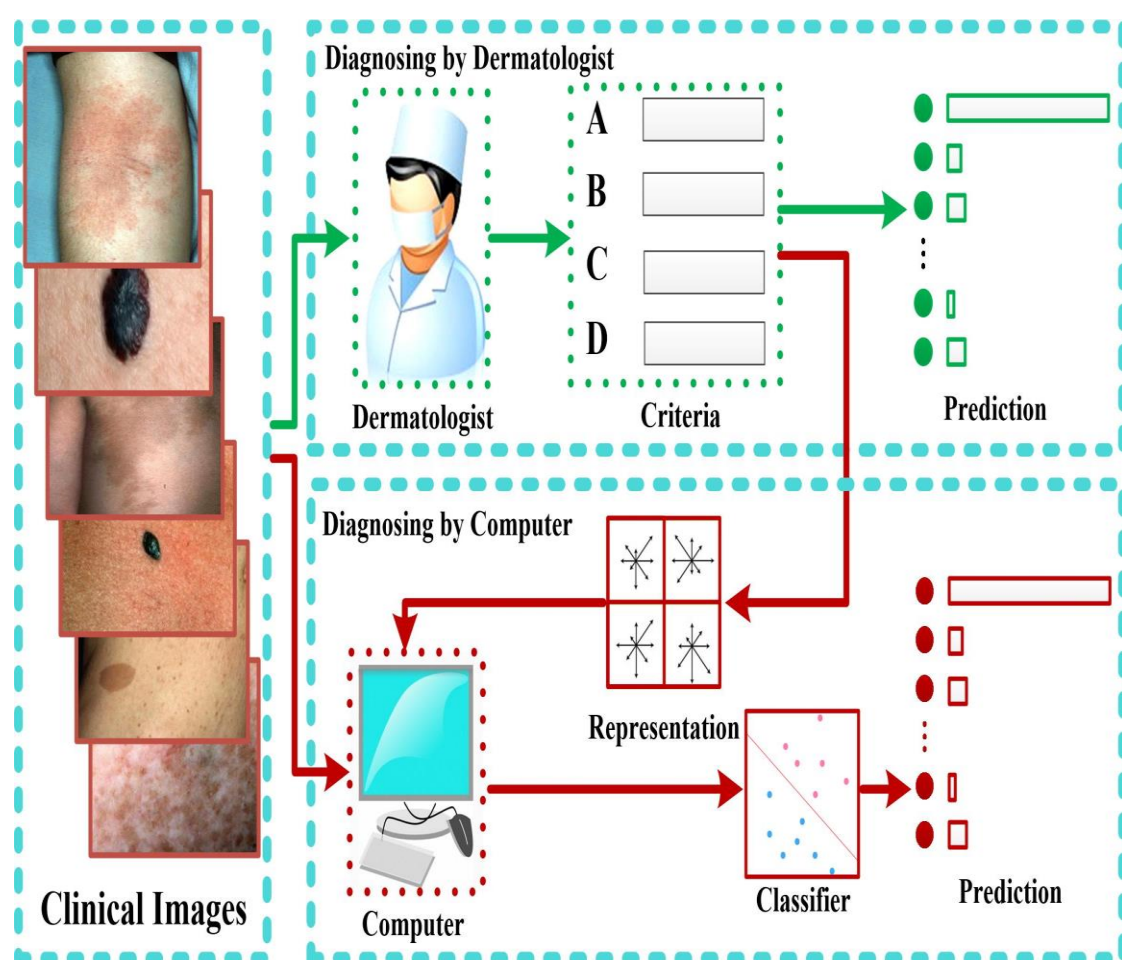 Diagnosing by Dermatologist
A
B
C
D
Dermatologist
Criteria
Prediction
Diagnosing by Computer
Representation
Classifier
Prediction
Computer
Clinical Images